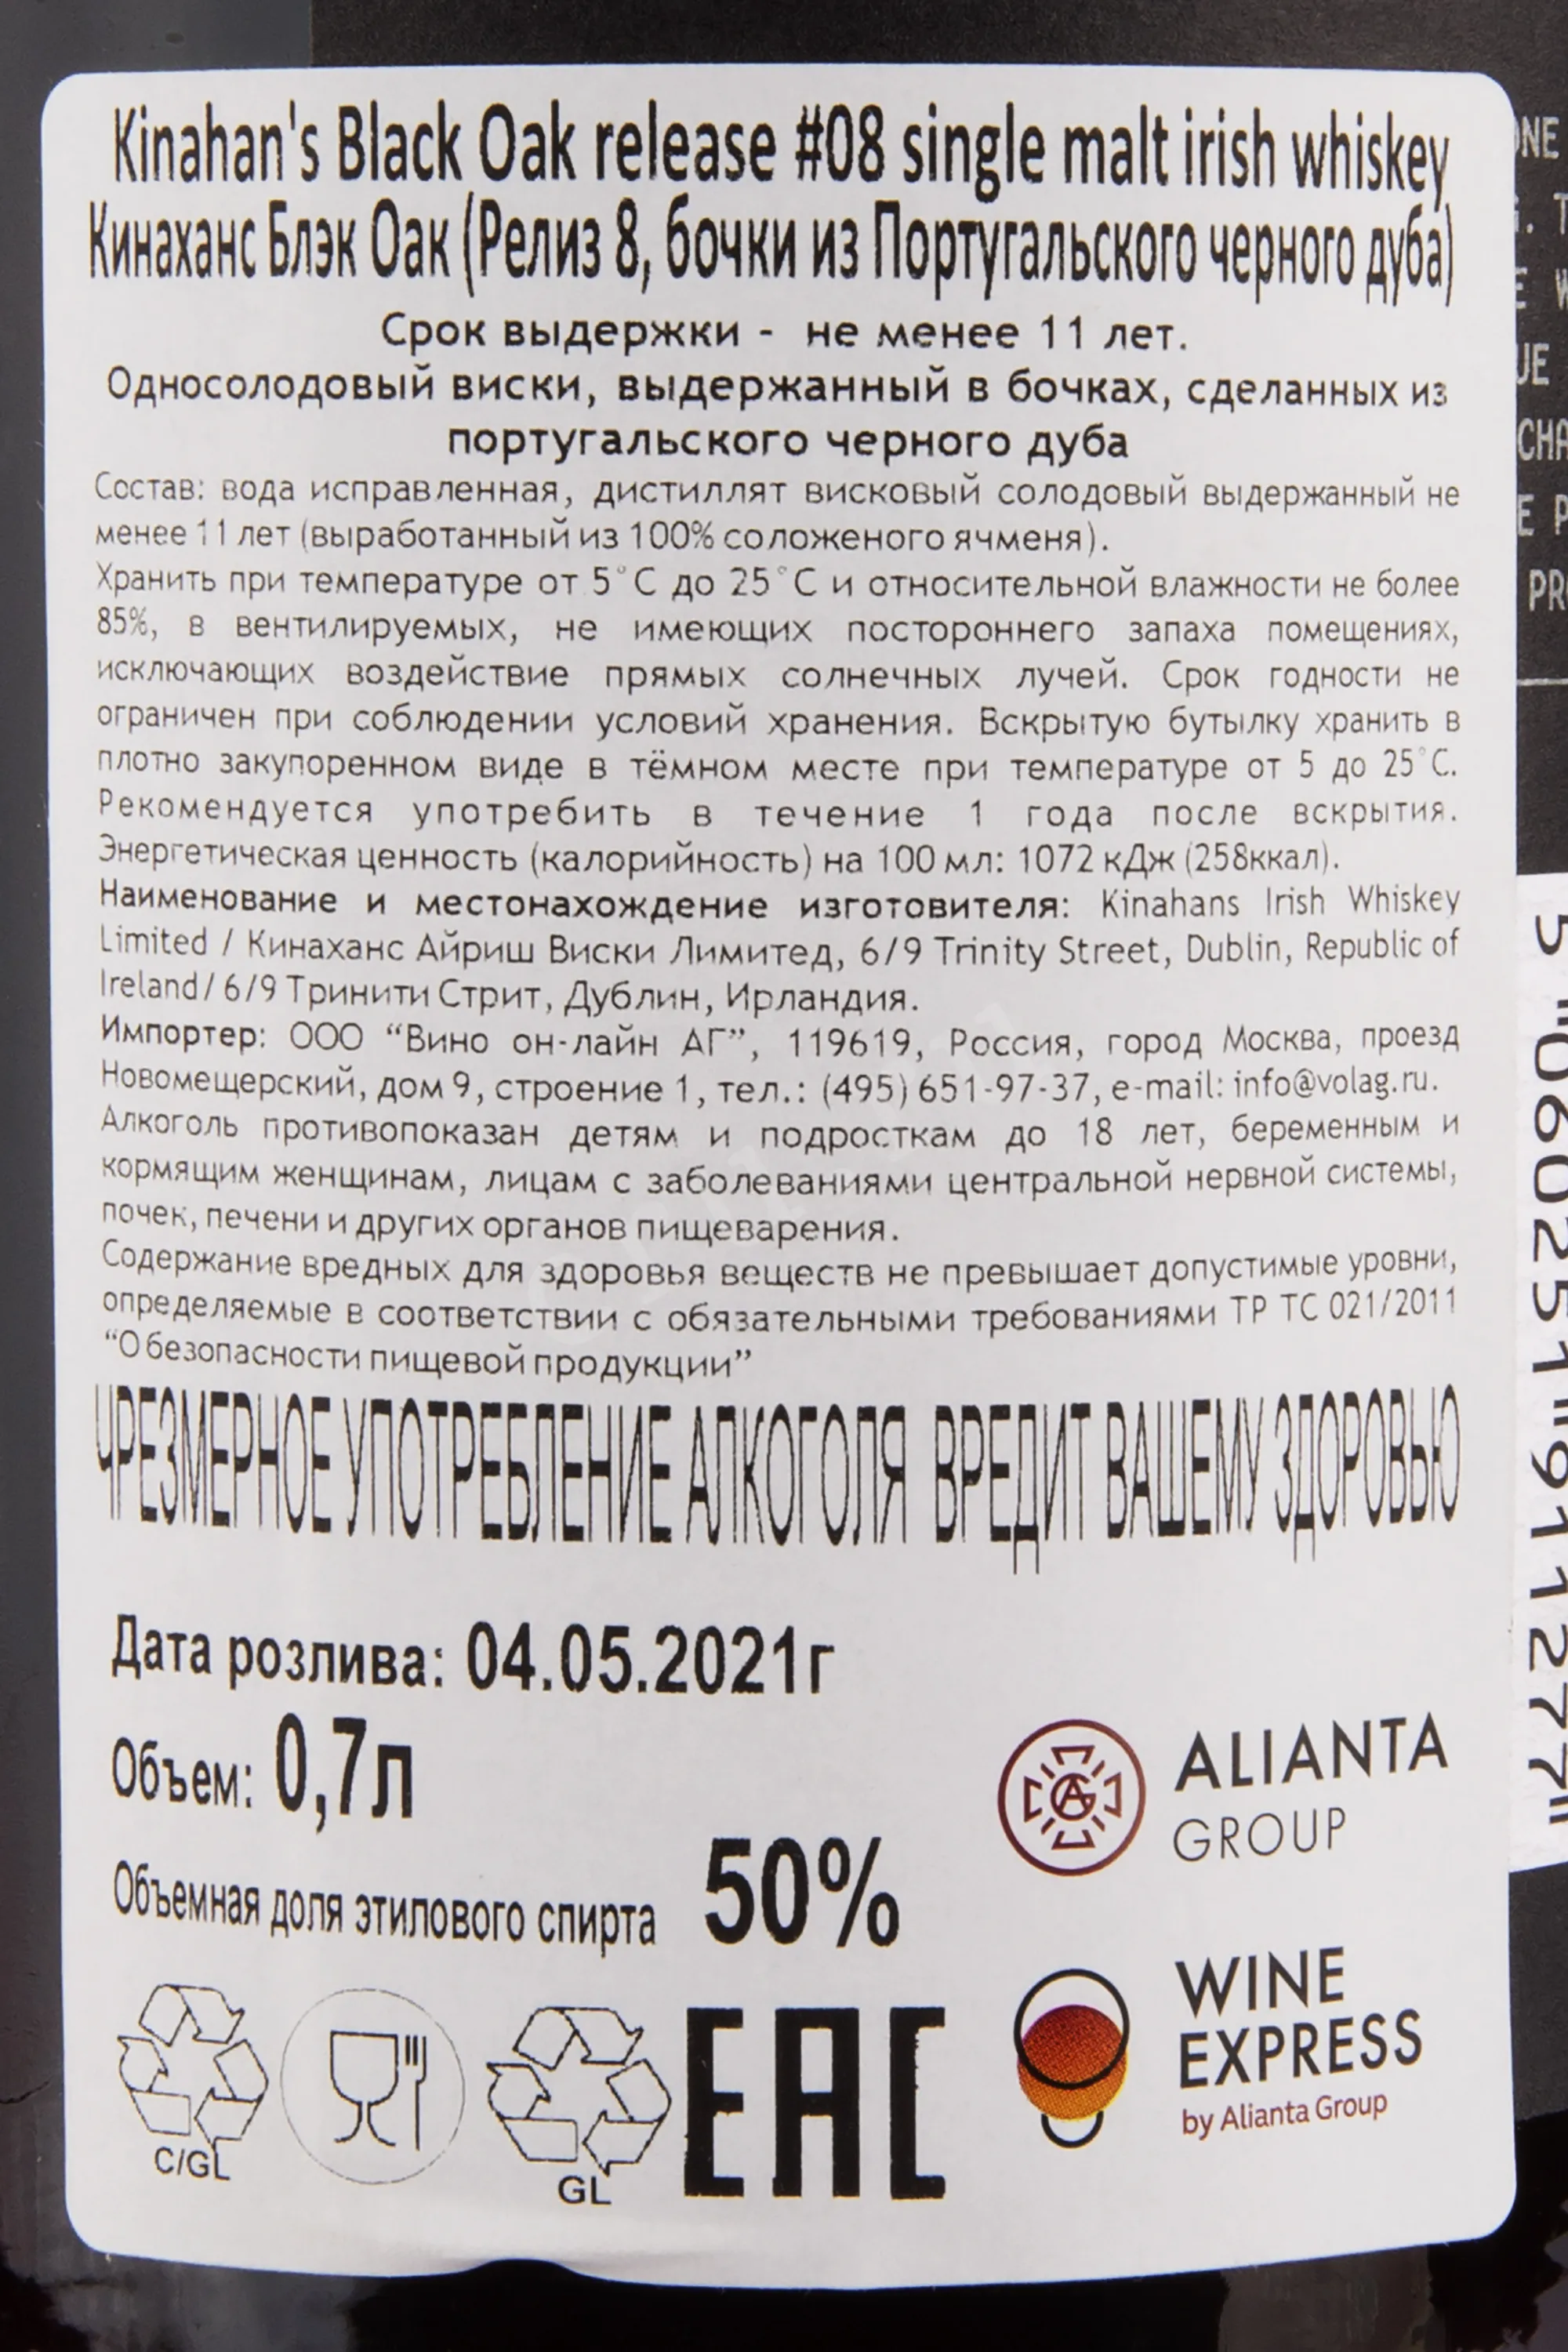 Kinahan's Black Oak release #08 single malt irish whiskey
Кинаханс Блэк Оак (Релиз 8, бочки из Португальского черного дуба)
Срок выдержки - не менее 11 лет.
Односолодовый виски, выдержанный в бочках, сделанных из
португальского черного дуба
Состав: вода исправленная, дистиллят висковый солодовый выдержанный не
менее 11 лет (выработанный из 100% соложеного ячменя).
Хранить при температуре от 5°С до 25°С и относительной влажности не более
85%, в вентилируемых, не имеющих постороннего запаха помещениях,
исключающих воздействие прямых солнечных лучей. Срок годности не
ограничен при соблюдении условий хранения. Вскрытую бутылку хранить в
плотно закупоренном виде в тёмном месте при температуре от 5 до 25°С.
Рекомендуется употребить в течение 1 года после вскрытия.
Энергетическая ценность (калорийность) на 100 мл: 1072 кДж (258ккал).
Наименование и местонахождение изготовителя: Kinahans Irish Whiskey
Limited / Кинаханс Айриш Виски Лимитед, 6/9 Trinity Street, Dublin, Republic of
Ireland/ 6/9 Тринити Стрит, Дублин, Ирландия.
Импортер: ООО “Вино он-лайн АГ”, 119619, Россия, город Москва, проезд
Новомещерский, дом 9, строение 1, тел.: (495) 651-97-37, e-mail: info@volag.ru.
Алкоголь противопоказан детям и подросткам до 18 лет, беременным и
кормящим женщинам, лицам с заболеваниями центральной нервной системы,
почек, печени и других органов пищеварения.
Содержание вредных для здоровья веществ не превышает допустимые уровни,
определяемые в соответствии с обязательными требованиями ТР ТС 021/2011
“О безопасности пищевой продукции”
ЧРЕЗМЕРНОЕ УПОТРЕБЛЕНИЕ АЛКОГОЛЯ ВРЕДИТ ВАШЕМУ ЗДОРОВЬЮ
Дата розлива: 04.05.2021г
Объем: 0,7л
Объемная доля этилового спирта 50%
ALIANTA
GROUP
WINE
EXPRESS
by Alianta Group
C/GL
GL
EAC